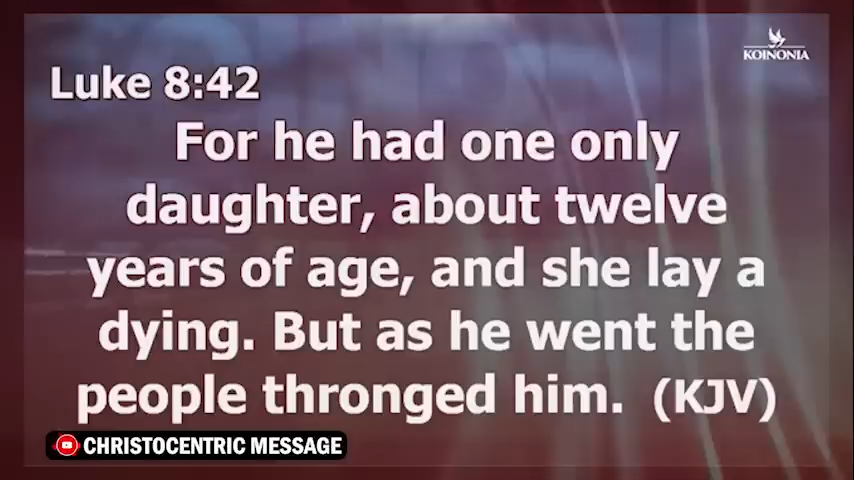 KOINONIA
Luke 8:42
For he had one only
daughter, about twelve
years of age, and she lay a
dying. But as he went the
people thronged him. (KJV)
CHRISTOCENTRIC MESSAGE